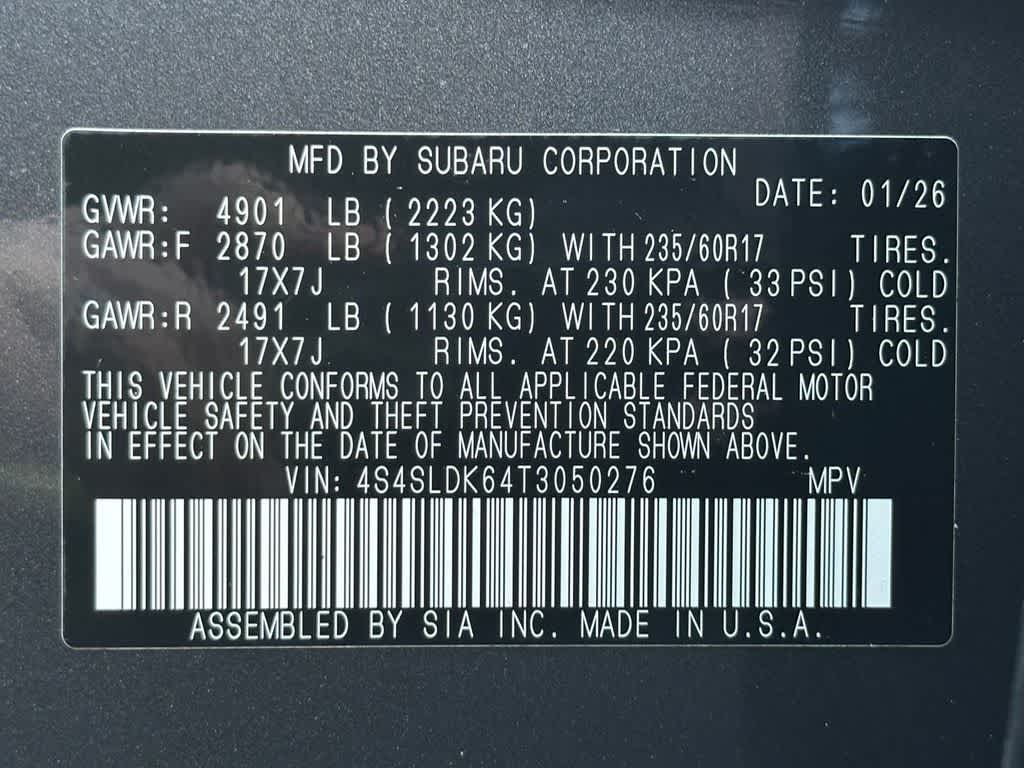 MFD BY SUBARU CORPORATION
DATE: 01/26
GVWR: 4901 LB ( 2223 KG)
GAWR:F 2870 LB ( 1302 KG) WITH 235/60R17 TIRES.
17X7J RIMS. AT 230 KPA ( 33 PSI) COLD
GAWR:R 2491 LB ( 1130 KG) WITH 235/60R17 TIRES.
17X7J RIMS. AT 220 KPA ( 32 PSI) COLD
THIS VEHICLE CONFORMS TO ALL APPLICABLE FEDERAL MOTOR
VEHICLE SAFETY AND THEFT PREVENTION STANDARDS
IN EFFECT ON THE DATE OF MANUFACTURE SHOWN ABOVE.
VIN: 4S4SLDK64T3050276 MPV
ASSEMBLED BY SIA INC. MADE IN U.S.A.